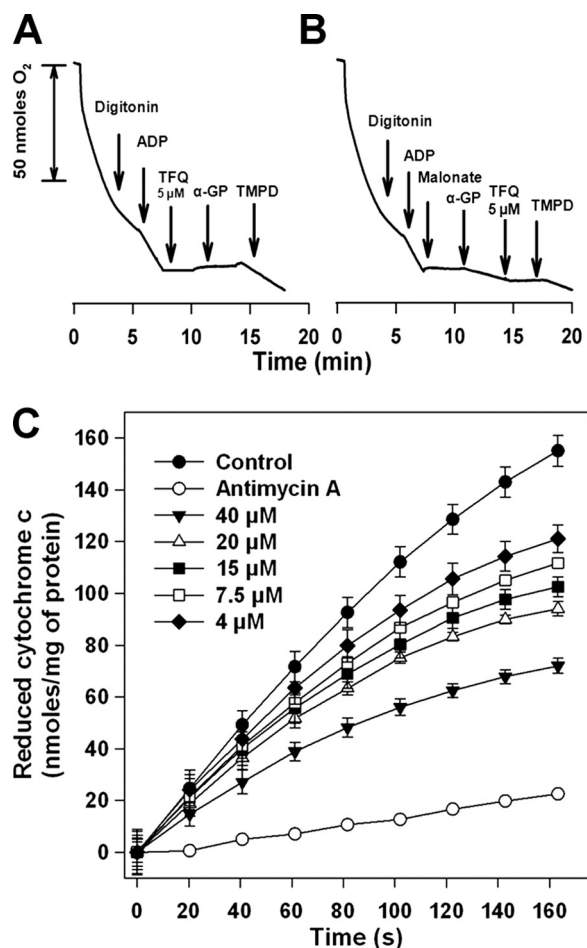 A
B
50 nmoles O₂
Digitonin
ADP
TFQ
5 µM
α-GP
TMPD
Digitonin
ADP
Malonate
α-GP
TFQ
5 µM
TMPD
0 5 10 15 20
0 5 10 15 20
Time (min)
C
Reduced cytochrome c
(nmoles/mg of protein)
160
140
120
100
80
60
40
20
0
Control
Antimycin A
40 µM
20 µM
15 µM
7.5 µM
4 µM
0 20 40 60 80 100 120 140 160
Time (s)